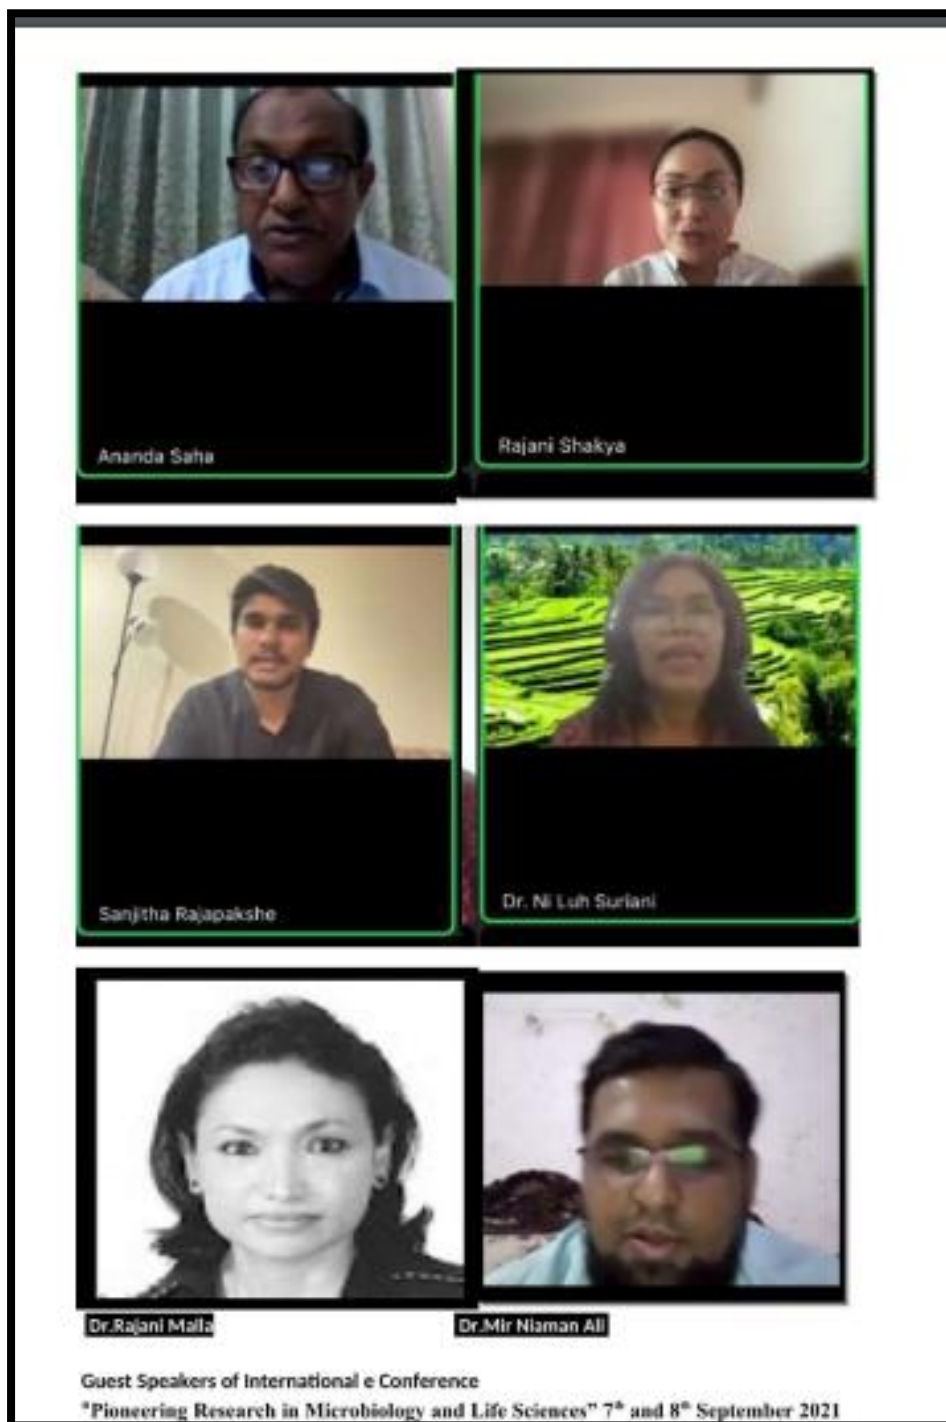 Ananda Saha
Rajani Shakya
Sanjitha Rajapakshe
Dr. Ni Luh Suriani
Dr.Rajani Malla
Dr.Mir Niaman Ali
Guest Speakers of International e Conference
"Pioneering Research in Microbiology and Life Sciences” 7th and 8th September 2021